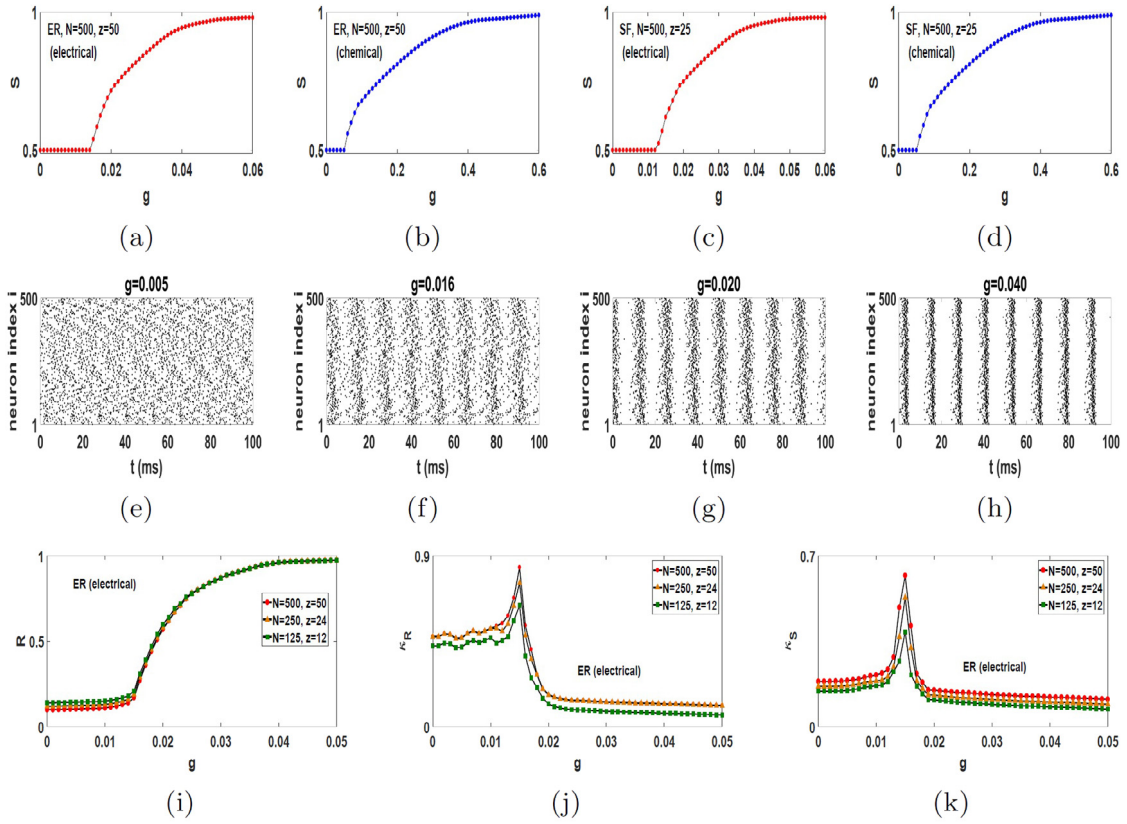 1
S
0.5
ER, N=500, z=50
(electrical)
0 0.02 0.04 0.06
g
(a)
1
S
0.5
ER, N=500, z=50
(chemical)
0 0.2 0.4 0.6
g
(b)
1
S
0.5
SF, N=500, z=25
(electrical)
0 0.01 0.02 0.03 0.04 0.05 0.06
g
(c)
1
S
0.5
SF, N=500, z=25
(chemical)
0 0.2 0.4 0.6
g
(d)
g=0.005
500
neuron index i
1
0 20 40 60 80 100
t (ms)
(e)
g=0.016
500
neuron index i
1
0 20 40 60 80 100
t (ms)
(f)
g=0.020
500
neuron index i
1
0 20 40 60 80 100
t (ms)
(g)
g=0.040
500
neuron index i
1
0 20 40 60 80 100
t (ms)
(h)
1
0.5
0
R
ER (electrical)
N=500, z=50
N=250, z=24
N=125, z=12
0 0.01 0.02 0.03 0.04 0.05
g
(i)
0.9
0
κR
N=500, z=50
N=250, z=24
N=125, z=12
ER (electrical)
0 0.01 0.02 0.03 0.04 0.05
g
(j)
0.7
0
κS
N=500, z=50
N=250, z=24
N=125, z=12
ER (electrical)
0 0.01 0.02 0.03 0.04 0.05
g
(k)